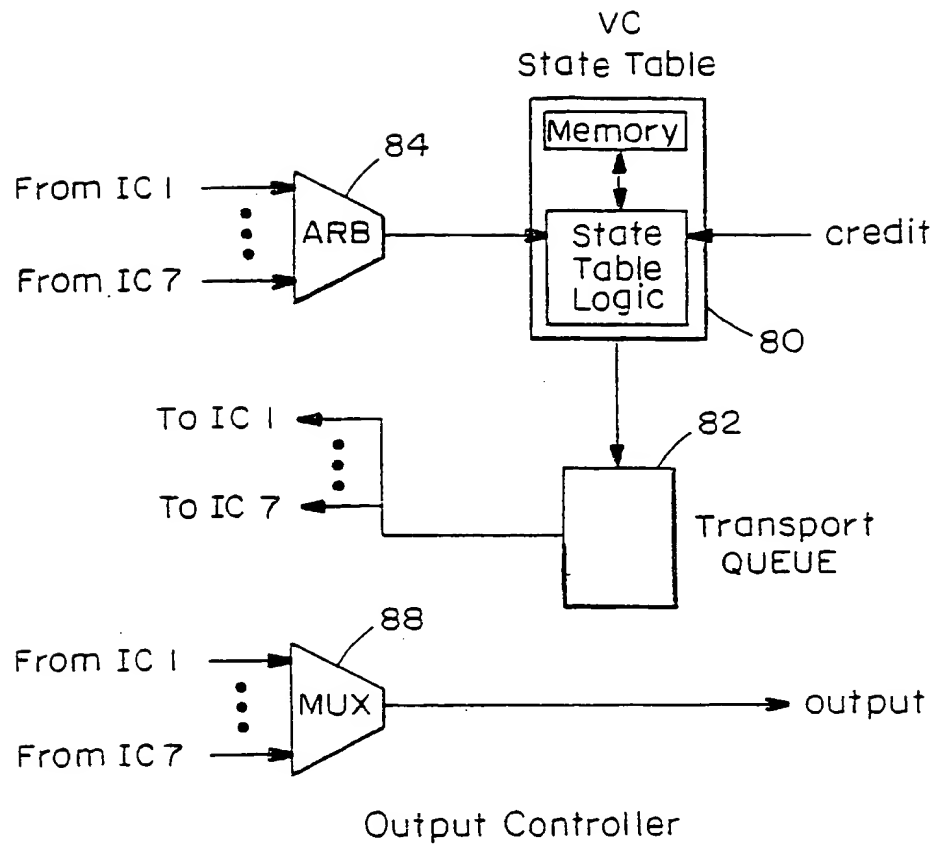 VC
State Table
Memory
84
From IC 1
ARB
State
Table
Logic
credit
From IC 7
80
To IC 1
82
To IC 7
Transport
QUEUE
88
From IC 1
MUX
output
From IC 7
Output Controller